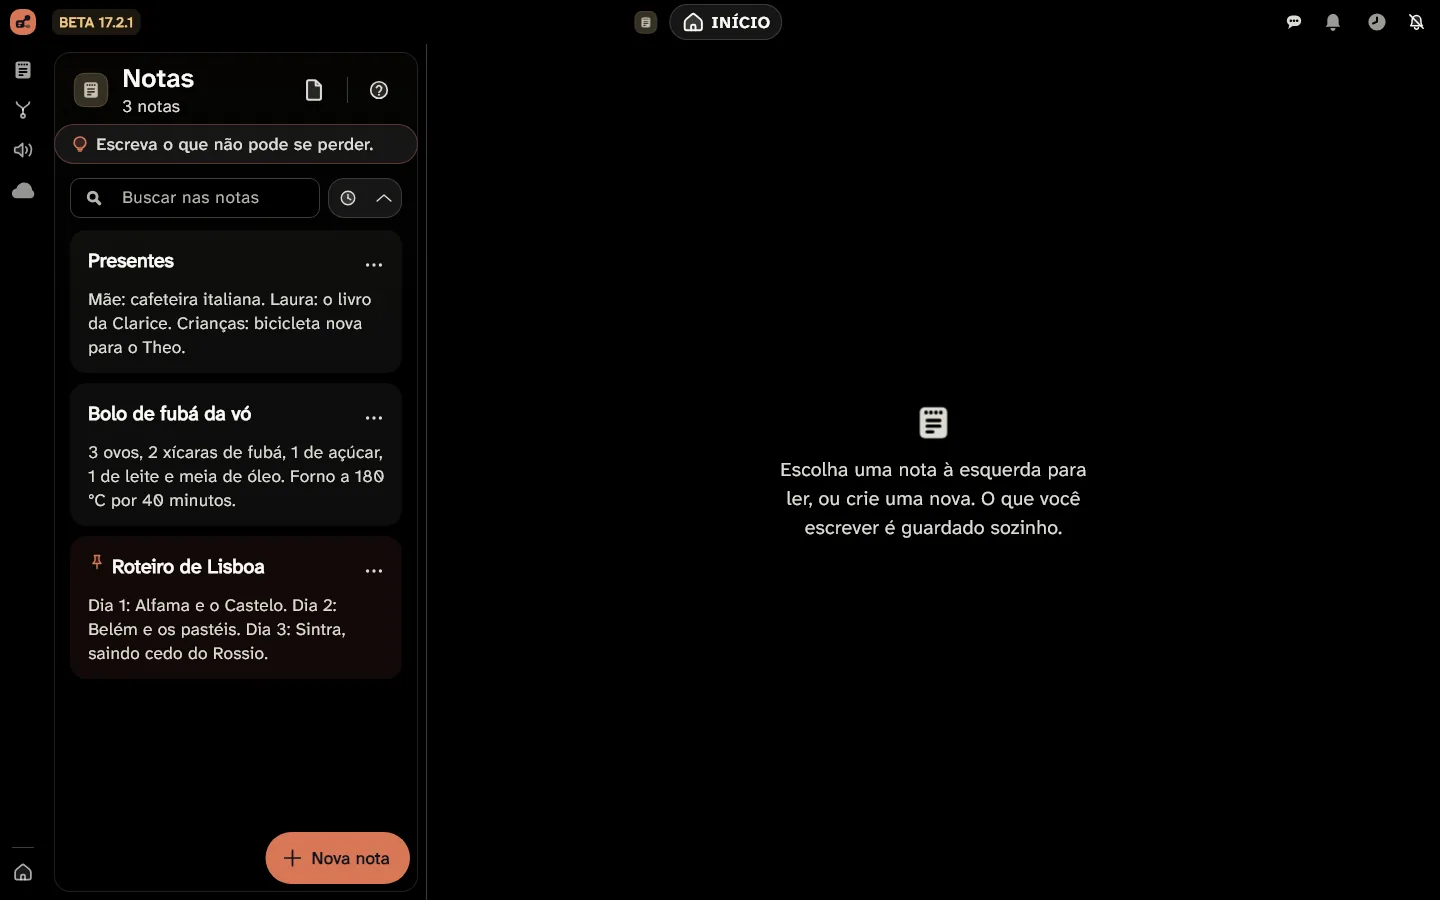 BETA 17.2.1
INÍCIO
Notas
3 notas
Escreva o que não pode se perder.
Buscar nas notas
Presentes
Mãe: cafeteira italiana. Laura: o livro
da Clarice. Crianças: bicicleta nova
para o Theo.
Bolo de fubá da vó
3 ovos, 2 xícaras de fubá, 1 de açúcar,
1 de leite e meia de óleo. Forno a 180
°C por 40 minutos.
Roteiro de Lisboa
Dia 1: Alfama e o Castelo. Dia 2:
Belém e os pastéis. Dia 3: Sintra,
saindo cedo do Rossio.
Nova nota
Escolha uma nota à esquerda para
ler, ou crie uma nova. O que você
escrever é guardado sozinho.